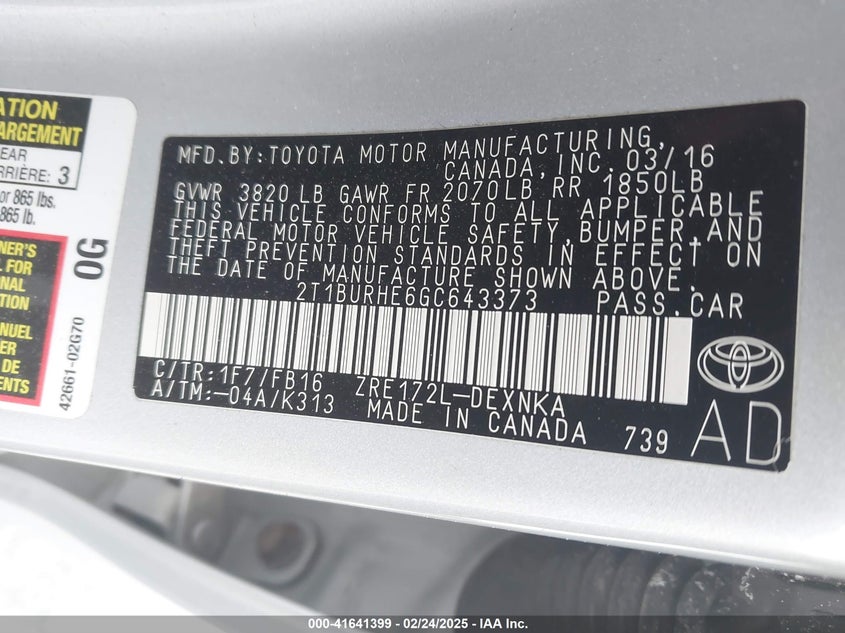 ATION
ARGEMENT
EAR
RRIÈRE: 3
or 865 lbs.
865 lb.
NER'S
L FOR
ONAL
TION
NUEL
ER
DE
ENTS
42661-02G70
0G
MFD.BY:TOYOTA MOTOR MANUFACTURING,
CANADA,INC. 03/16
GVWR 3820 LB GAWR FR 2070LB RR 1850LB
THIS VEHICLE CONFORMS TO ALL APPLICABLE
FEDERAL MOTOR VEHICLE SAFETY,BUMPER,AND
THEFT PREVENTION STANDARDS IN EFFECT ON
THE DATE OF MANUFACTURE SHOWN ABOVE.
2T1BURHE6GC643373 PASS.CAR
C/TR:1F7/FB16 ZRE172L-DEXNKA
A/TM:-04A/K313 MADE IN CANADA 739
AD
000-41641399 - 02/24/2025 - IAA Inc.